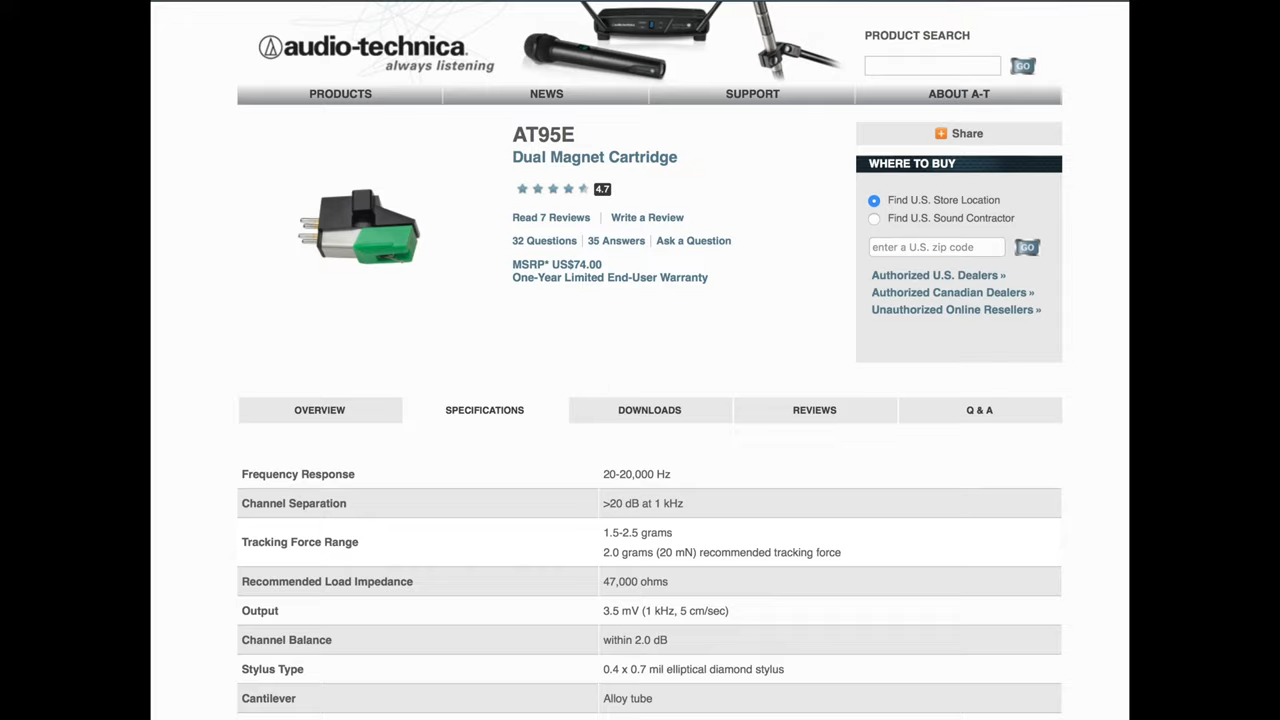 audio-technica
always listening
PRODUCT SEARCH
GO
PRODUCTS NEWS SUPPORT ABOUT A-T
AT95E
Dual Magnet Cartridge
4.7
Read 7 Reviews | Write a Review
32 Questions | 35 Answers | Ask a Question
MSRP* US$74.00
One-Year Limited End-User Warranty
Share
WHERE TO BUY
Find U.S. Store Location
Find U.S. Sound Contractor
enter a U.S. zip code GO
Authorized U.S. Dealers »
Authorized Canadian Dealers »
Unauthorized Online Resellers »
OVERVIEW SPECIFICATIONS DOWNLOADS REVIEWS Q & A
Frequency Response 20-20,000 Hz
Channel Separation >20 dB at 1 kHz
Tracking Force Range 1.5-2.5 grams
2.0 grams (20 mN) recommended tracking force
Recommended Load Impedance 47,000 ohms
Output 3.5 mV (1 kHz, 5 cm/sec)
Channel Balance within 2.0 dB
Stylus Type 0.4 x 0.7 mil elliptical diamond stylus
Cantilever Alloy tube